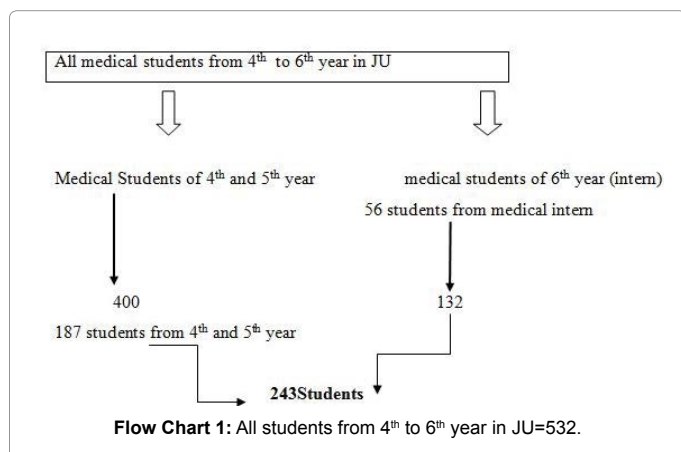 All medical students from 4th to 6th year in JU
Medical Students of 4th and 5th year
medical students of 6th year (intern)
56 students from medical intern
400
132
187 students from 4th and 5th year
243Students
Flow Chart 1: All students from 4th to 6th year in JU=532.